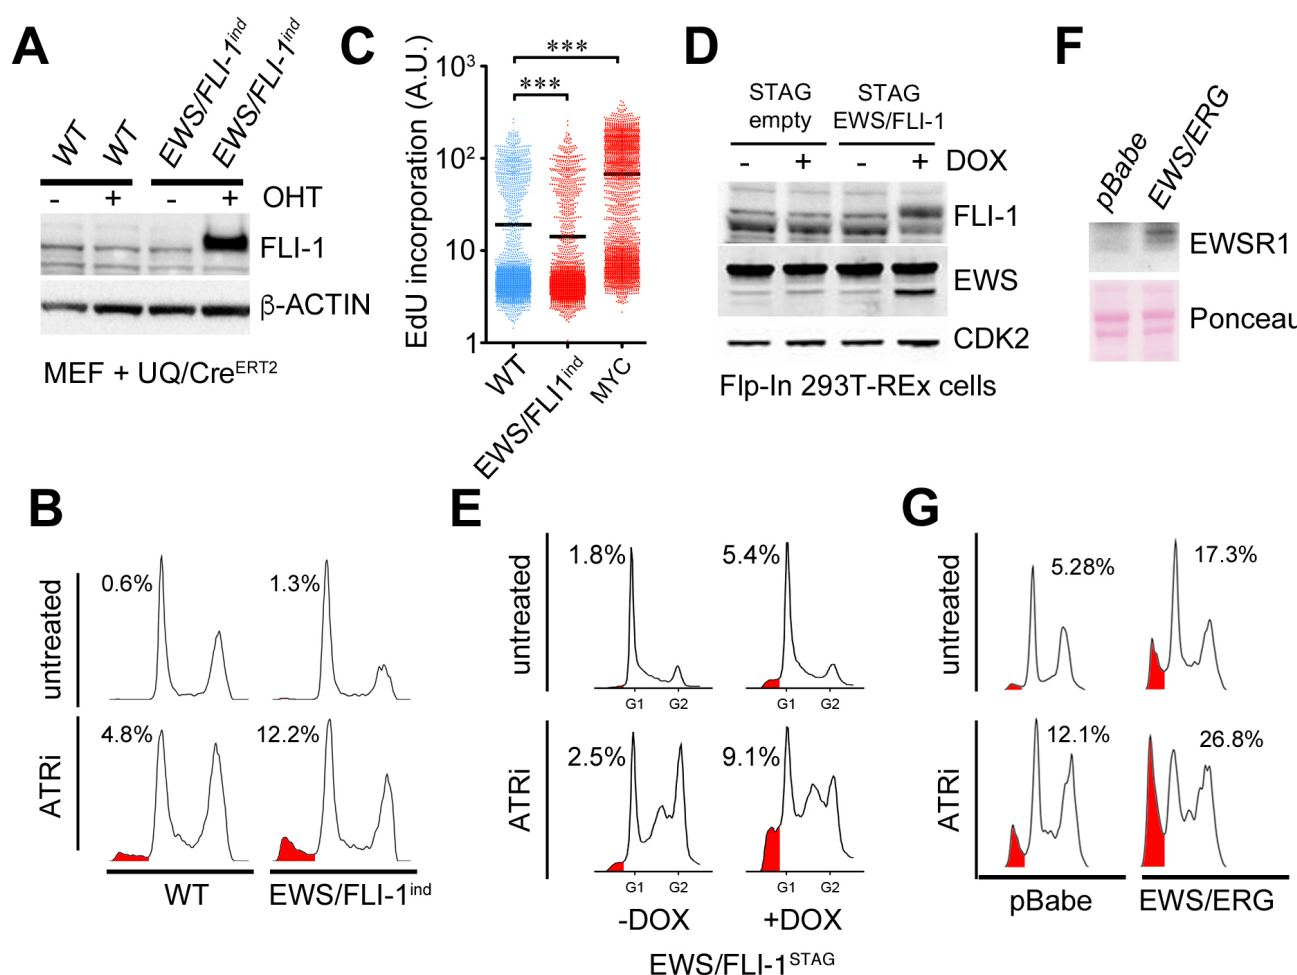 A
WT
WT
EWS/FLI-1ind
EWS/FLI-1ind
- + - + OHT
FLI-1
β-ACTIN
MEF + UQ/CreERT2
C
EdU incorporation (A.U.)
103
102
10
1
***
***
WT
EWS/FLI1ind
MYC
D
STAG empty
STAG EWS/FLI-1
- + - + DOX
FLI-1
EWS
CDK2
Flp-In 293T-REx cells
F
pBabe
EWS/ERG
EWSR1
Ponceau
B
untreated
0.6%
1.3%
ATRi
4.8%
12.2%
WT
EWS/FLI-1ind
E
untreated
1.8%
5.4%
G1 G2
G1 G2
ATRi
2.5%
9.1%
G1 G2
G1 G2
-DOX
+DOX
EWS/FLI-1STAG
G
untreated
5.28%
17.3%
ATRi
12.1%
26.8%
pBabe
EWS/ERG